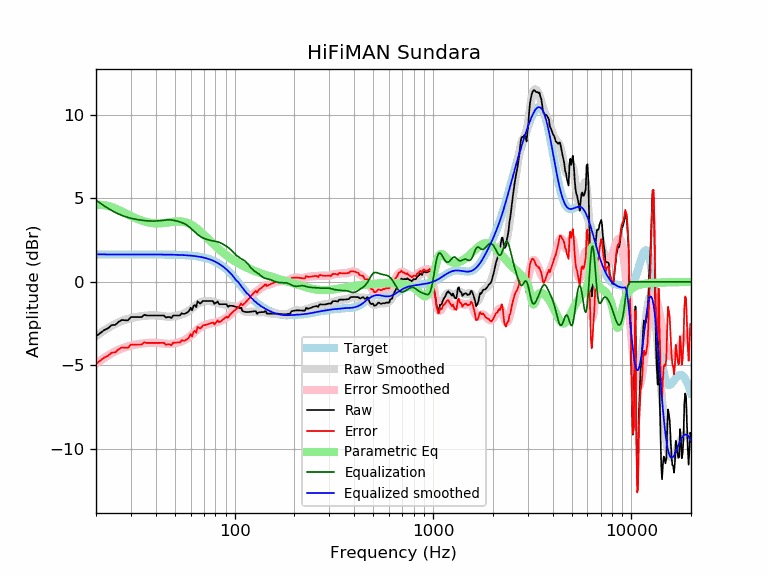 HiFiMAN Sundara
Amplitude (dBr)
10
5
0
−5
−10
Target
Raw Smoothed
Error Smoothed
Raw
Error
Parametric Eq
Equalization
Equalized smoothed
100
1000
10000
Frequency (Hz)